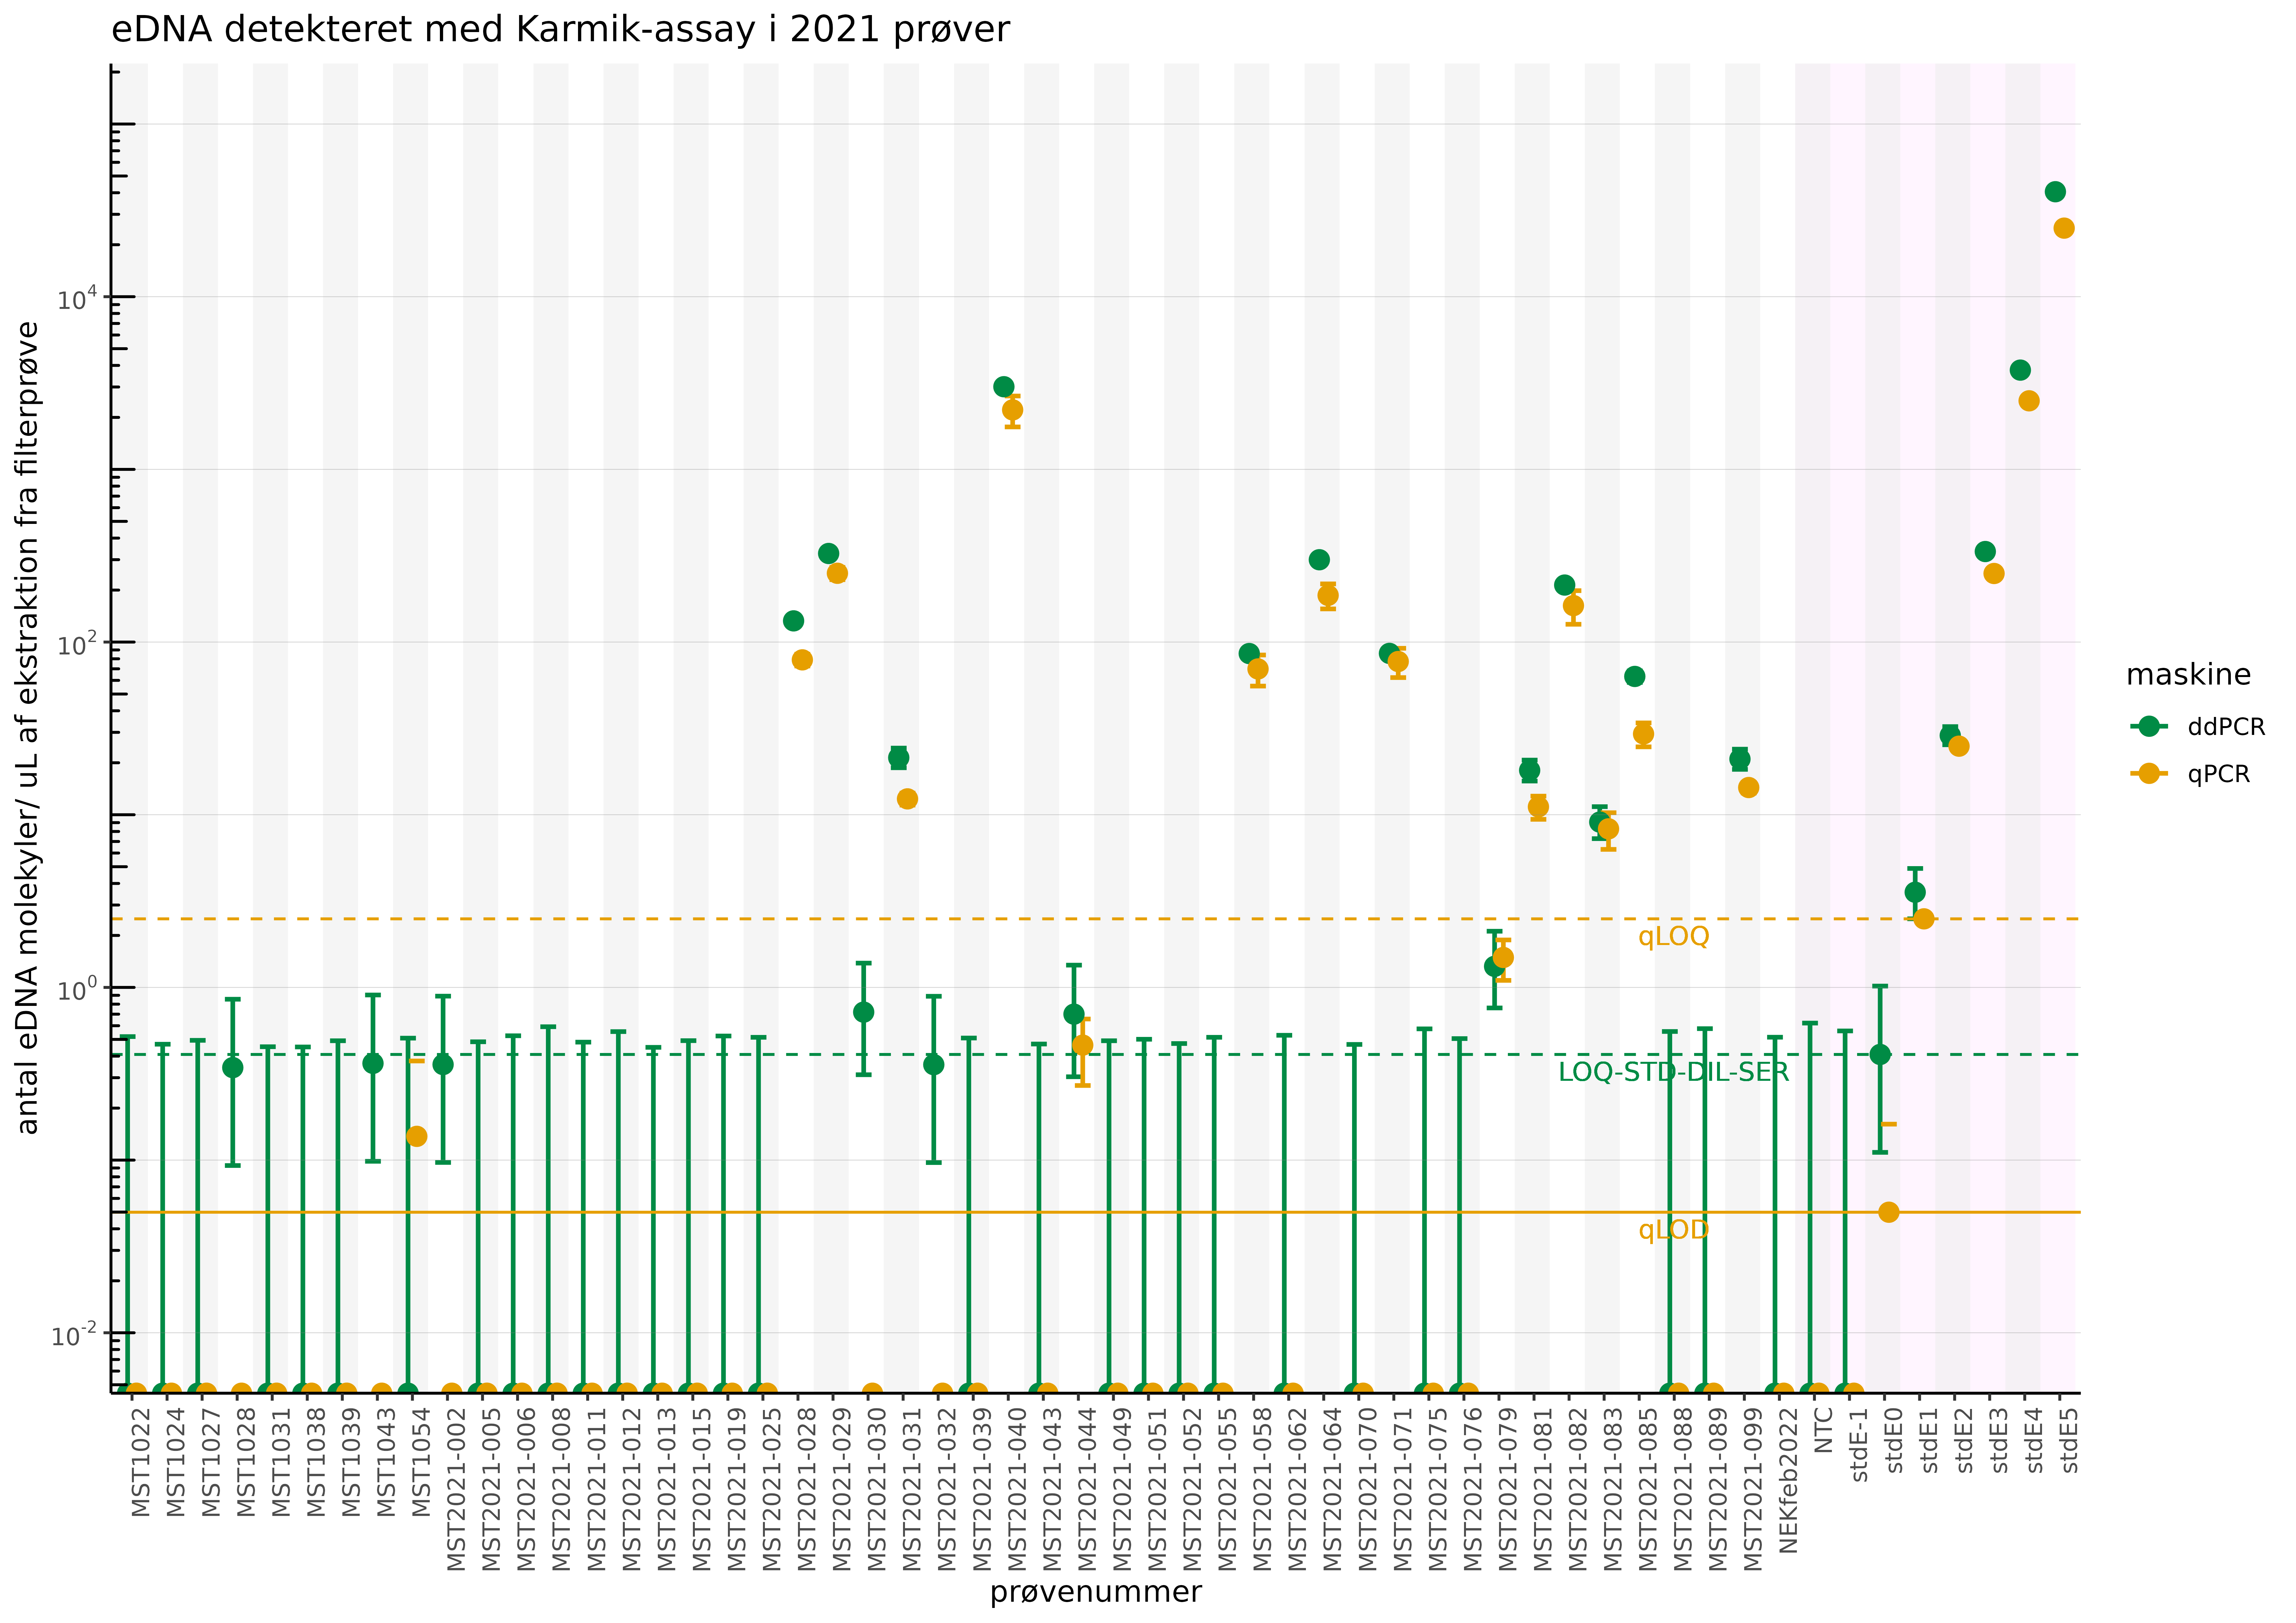 eDNA detekteret med Karmik-assay i 2021 prøver
antal eDNA molekyler/ uL af ekstraktion fra filterprøve
10^4
10^2
10^0
10^-2
qLOQ
LOQ-STD-DIL-SER
qLOD
maskine
ddPCR
qPCR
MST1022
MST1024
MST1027
MST1028
MST1031
MST1038
MST1039
MST1043
MST1054
MST2021-002
MST2021-005
MST2021-006
MST2021-008
MST2021-011
MST2021-012
MST2021-013
MST2021-015
MST2021-019
MST2021-025
MST2021-028
MST2021-029
MST2021-030
MST2021-031
MST2021-032
MST2021-039
MST2021-040
MST2021-043
MST2021-044
MST2021-049
MST2021-051
MST2021-052
MST2021-055
MST2021-058
MST2021-062
MST2021-064
MST2021-070
MST2021-071
MST2021-075
MST2021-076
MST2021-079
MST2021-081
MST2021-082
MST2021-083
MST2021-085
MST2021-088
MST2021-089
MST2021-099
NEKfeb2022
NTC
stdE-1
stdE0
stdE1
stdE2
stdE3
stdE4
stdE5
prøvenummer